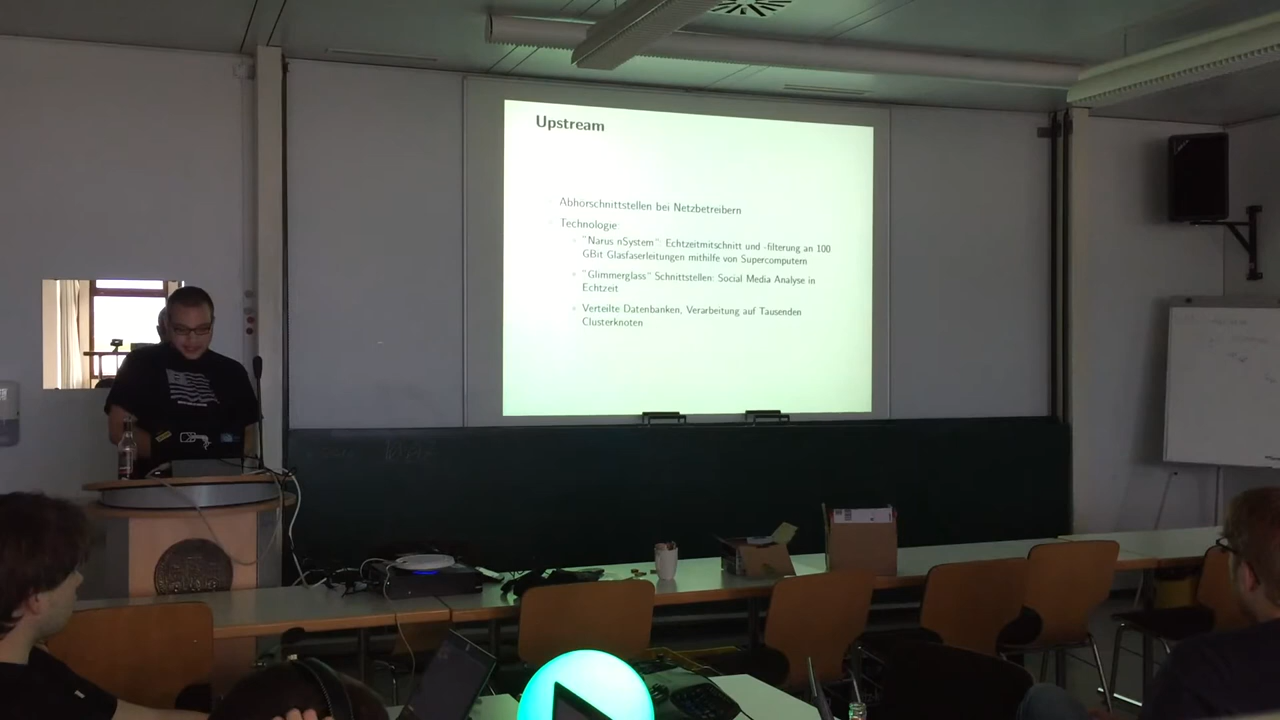 Upstream
Abhörschnittstellen bei Netzbetreibern
Technologie:
"Narus nSystem": Echtzeitmitschnitt und -filterung an 100
GBit Glasfaserleitungen mithilfe von Supercomputern
"Glimmerglass" Schnittstellen: Social Media Analyse in
Echtzeit
Verteilte Datenbanken, Verarbeitung auf Tausenden
Clusterknoten